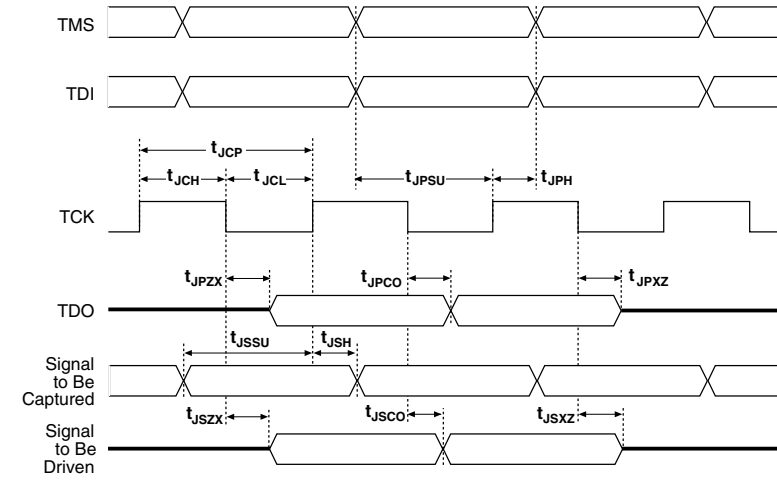 TMS
TDI
tJCP
tJCH tJCL tJPSU tJPH
TCK
tJPZX tJPCO tJPXZ
TDO
tJSSU tJSH
Signal
to Be
Captured
tJSZX tJSCO tJSXZ
Signal
to Be
Driven